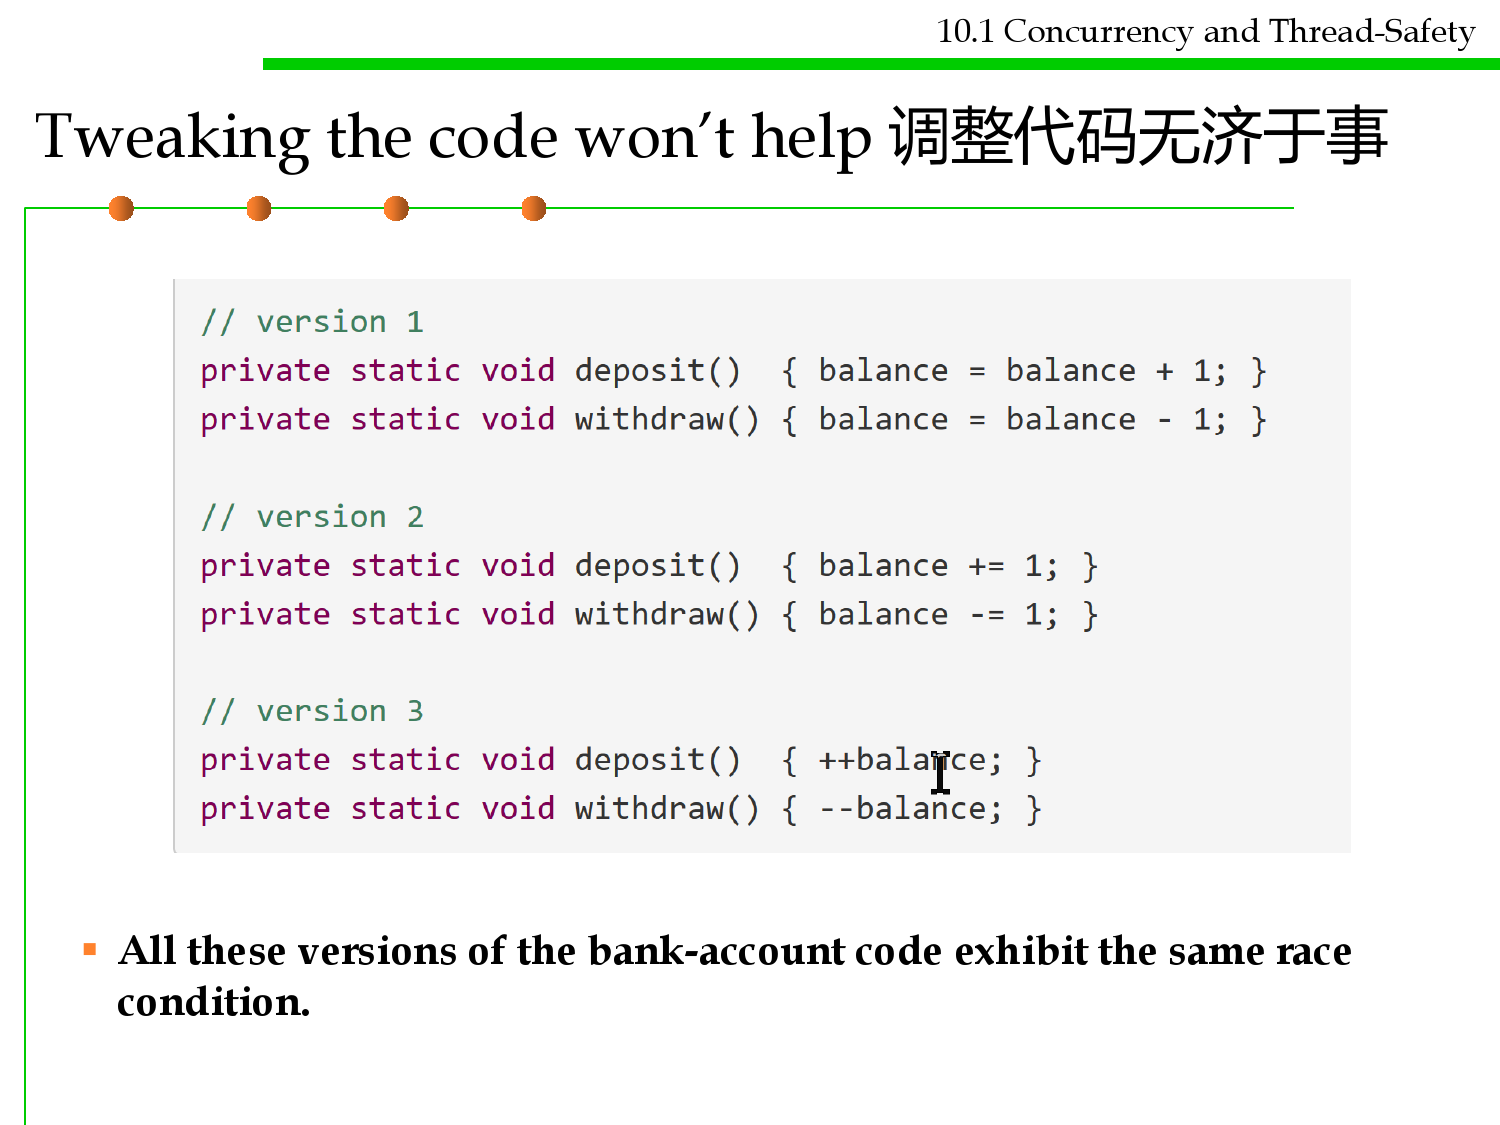 10.1 Concurrency and Thread-Safety
Tweaking the code won’t help 调整代码无济于事
// version 1
private static void deposit()  { balance = balance + 1; }
private static void withdraw() { balance = balance - 1; }
// version 2
private static void deposit()  { balance += 1; }
private static void withdraw() { balance -= 1; }
// version 3
private static void deposit()  { ++balance; }
private static void withdraw() { --balance; }
All these versions of the bank-account code exhibit the same race
condition.